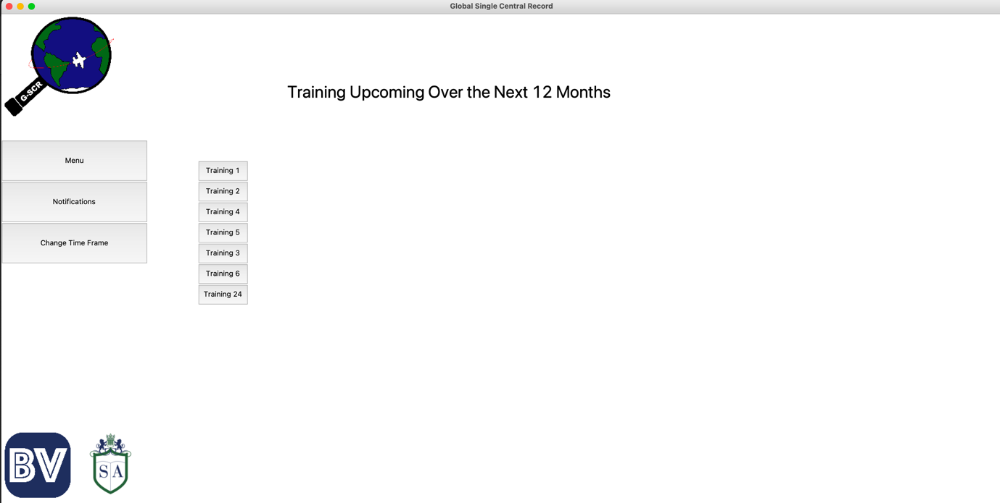 Global Single Central Record
G-SCR
Training Upcoming Over the Next 12 Months
Menu
Notifications
Change Time Frame
Training 1
Training 2
Training 4
Training 5
Training 3
Training 6
Training 24
BV
SA